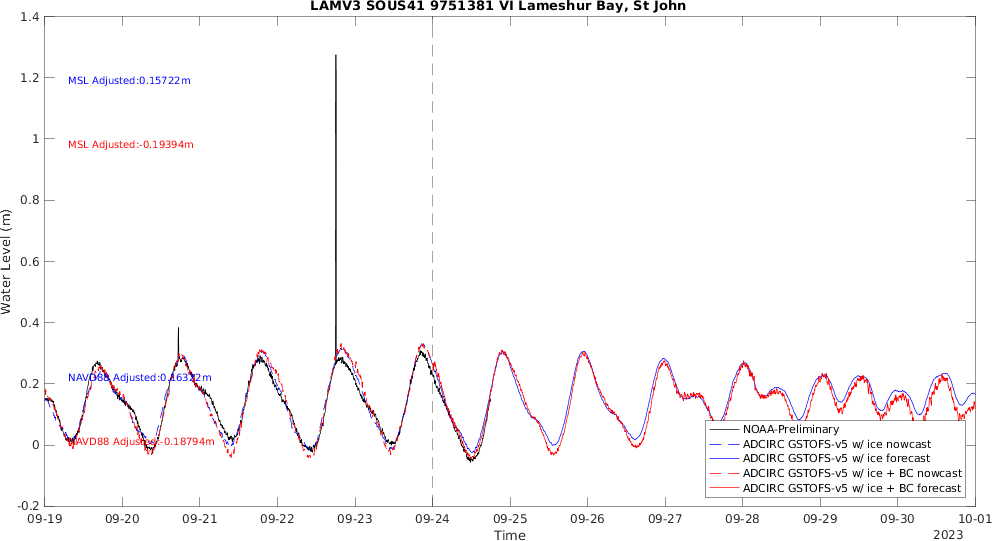 LAMV3 SOUS41 9751381 VI Lameshur Bay, St John
1.4
1.2
1
0.8
0.6
0.4
0.2
0
-0.2
Water Level (m)
MSL Adjusted:0.15722m
MSL Adjusted:-0.19394m
NAVD88 Adjusted:0.16322m
NAVD88 Adjusted:-0.18794m
NOAA-Preliminary
ADCIRC GSTOFS-v5 w/ ice nowcast
ADCIRC GSTOFS-v5 w/ ice forecast
ADCIRC GSTOFS-v5 w/ ice + BC nowcast
ADCIRC GSTOFS-v5 w/ ice + BC forecast
09-19 09-20 09-21 09-22 09-23 09-24 09-25 09-26 09-27 09-28 09-29 09-30 10-01
Time
2023